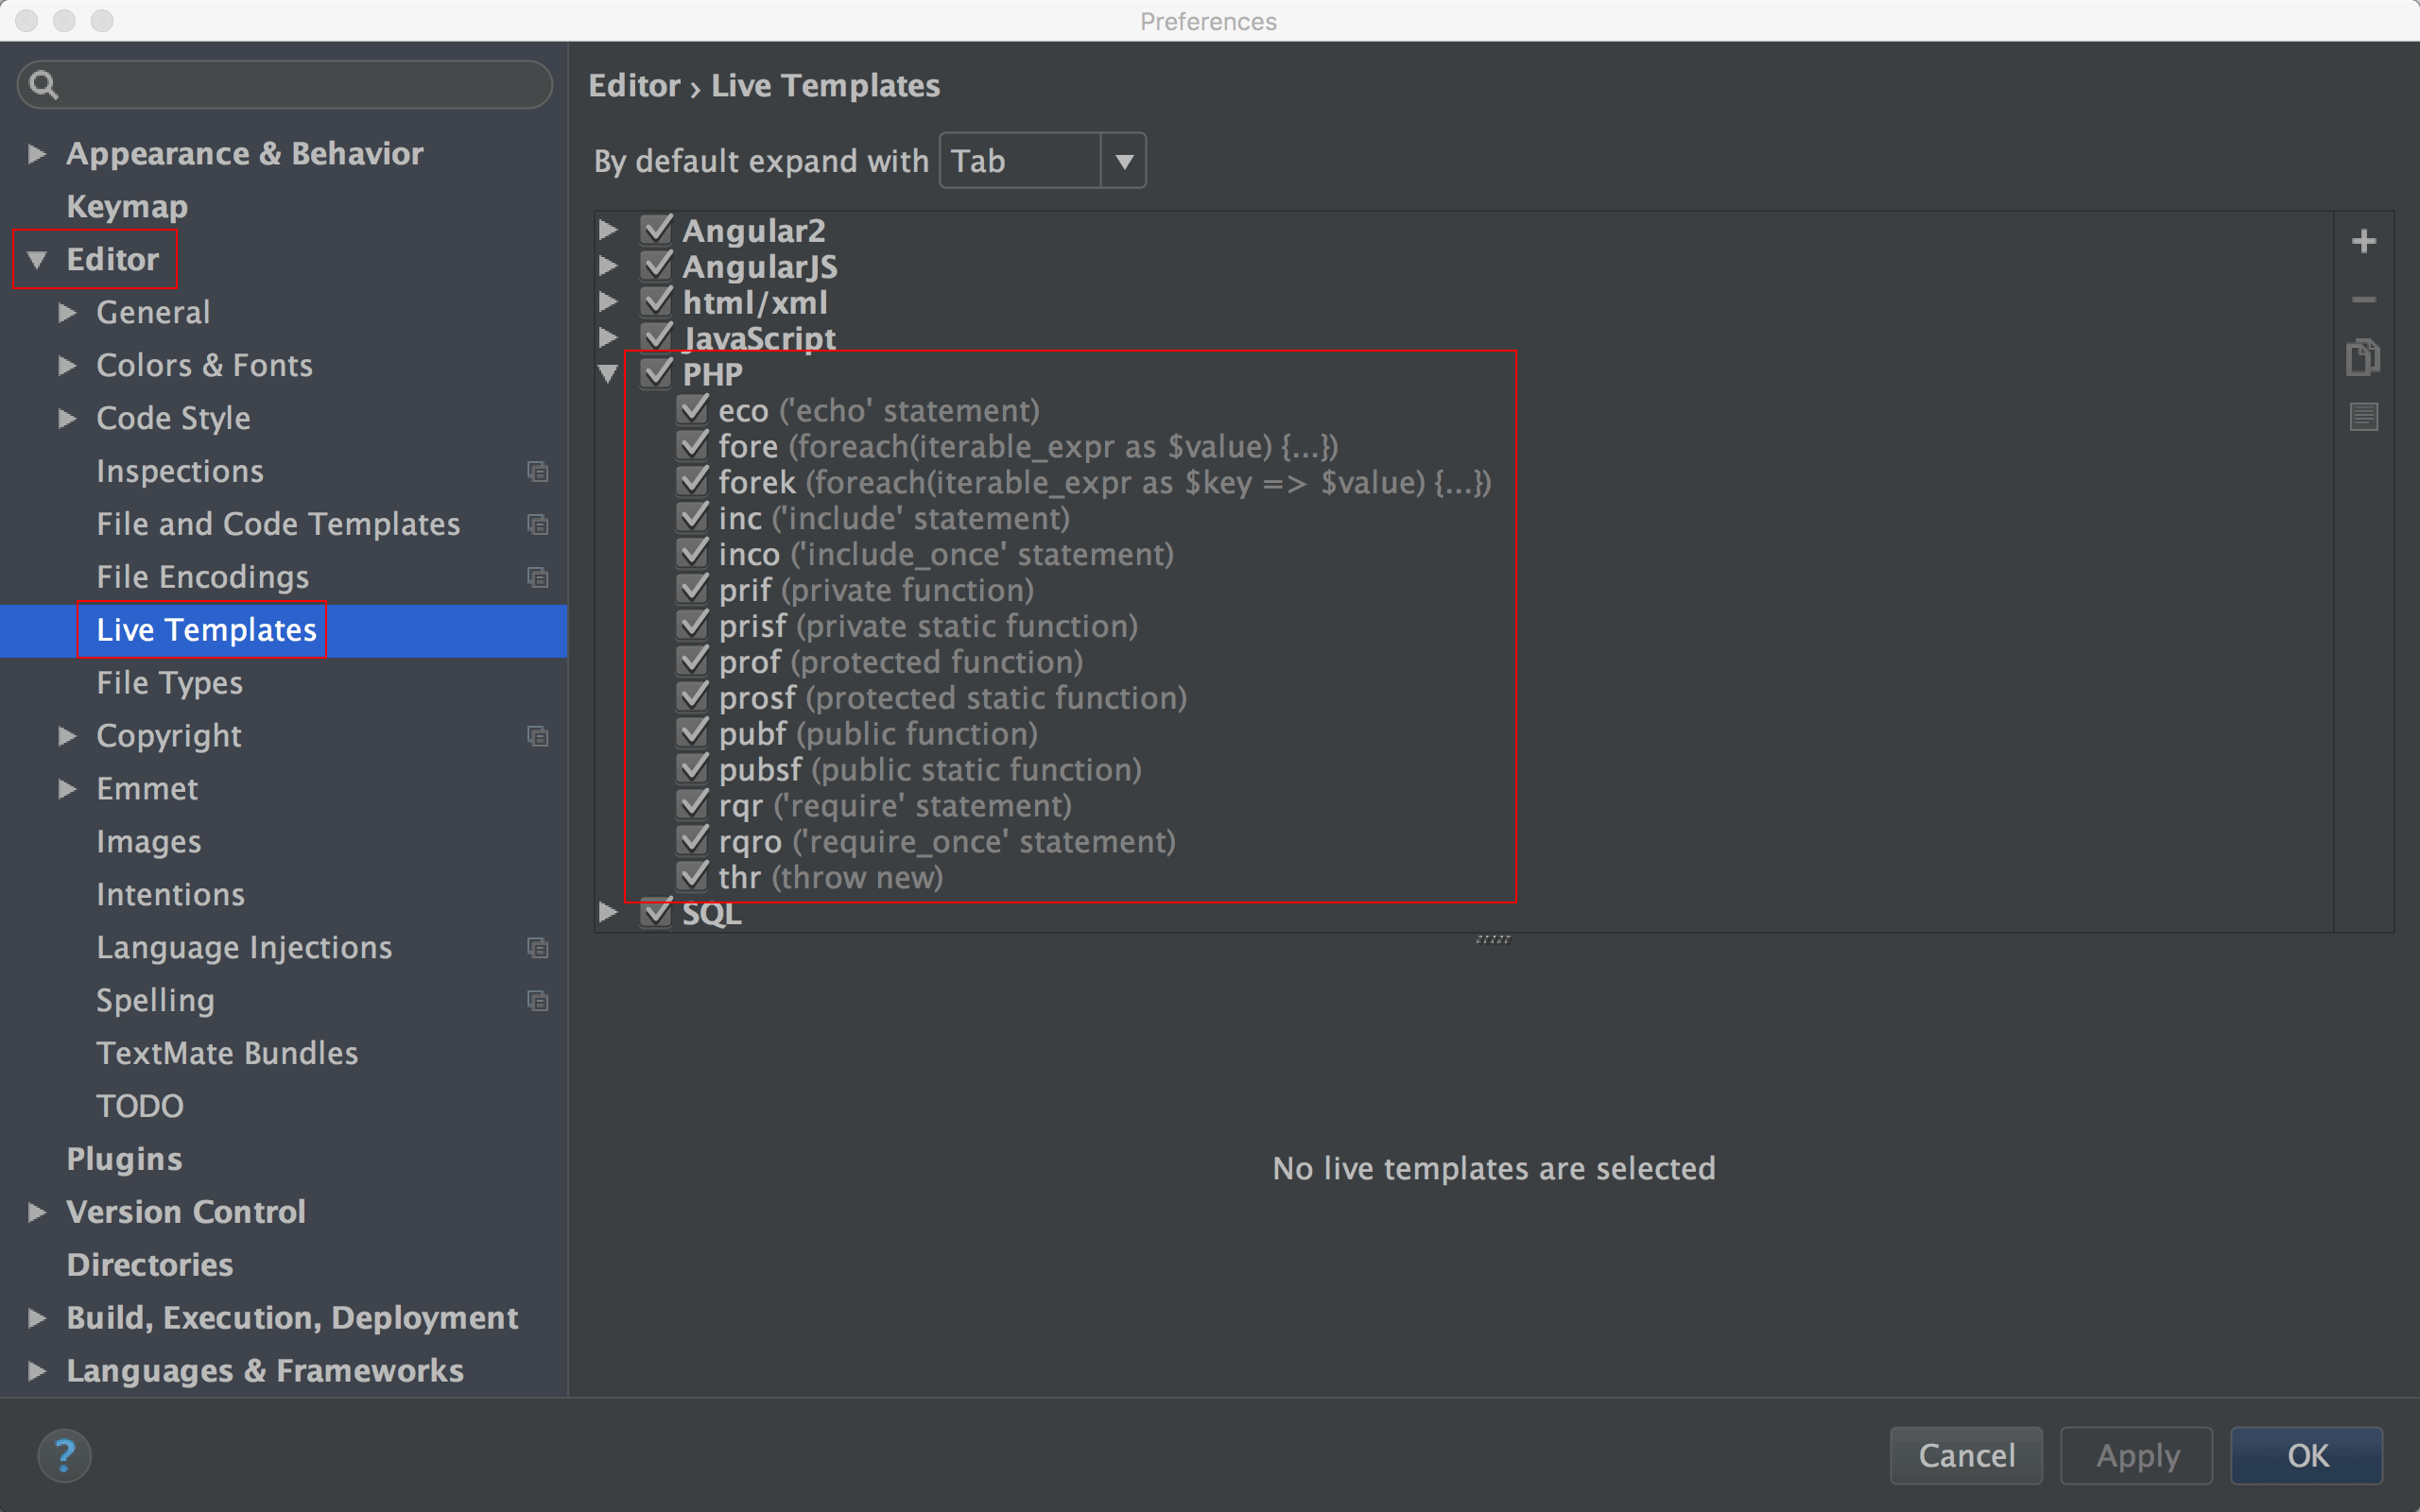 Preferences
Appearance & Behavior
Keymap
Editor
General
Colors & Fonts
Code Style
Inspections
File and Code Templates
File Encodings
Live Templates
File Types
Copyright
Emmet
Images
Intentions
Language Injections
Spelling
TextMate Bundles
TODO
Plugins
Version Control
Directories
Build, Execution, Deployment
Languages & Frameworks
Editor › Live Templates
By default expand with Tab
Angular2
AngularJS
html/xml
JavaScript
PHP
eco ('echo' statement)
fore (foreach(iterable_expr as $value) {...})
forek (foreach(iterable_expr as $key => $value) {...})
inc ('include' statement)
inco ('include_once' statement)
prif (private function)
prisf (private static function)
prof (protected function)
prosf (protected static function)
pubf (public function)
pubsf (public static function)
rqr ('require' statement)
rqro ('require_once' statement)
thr (throw new)
SQL
No live templates are selected
?
Cancel
Apply
OK